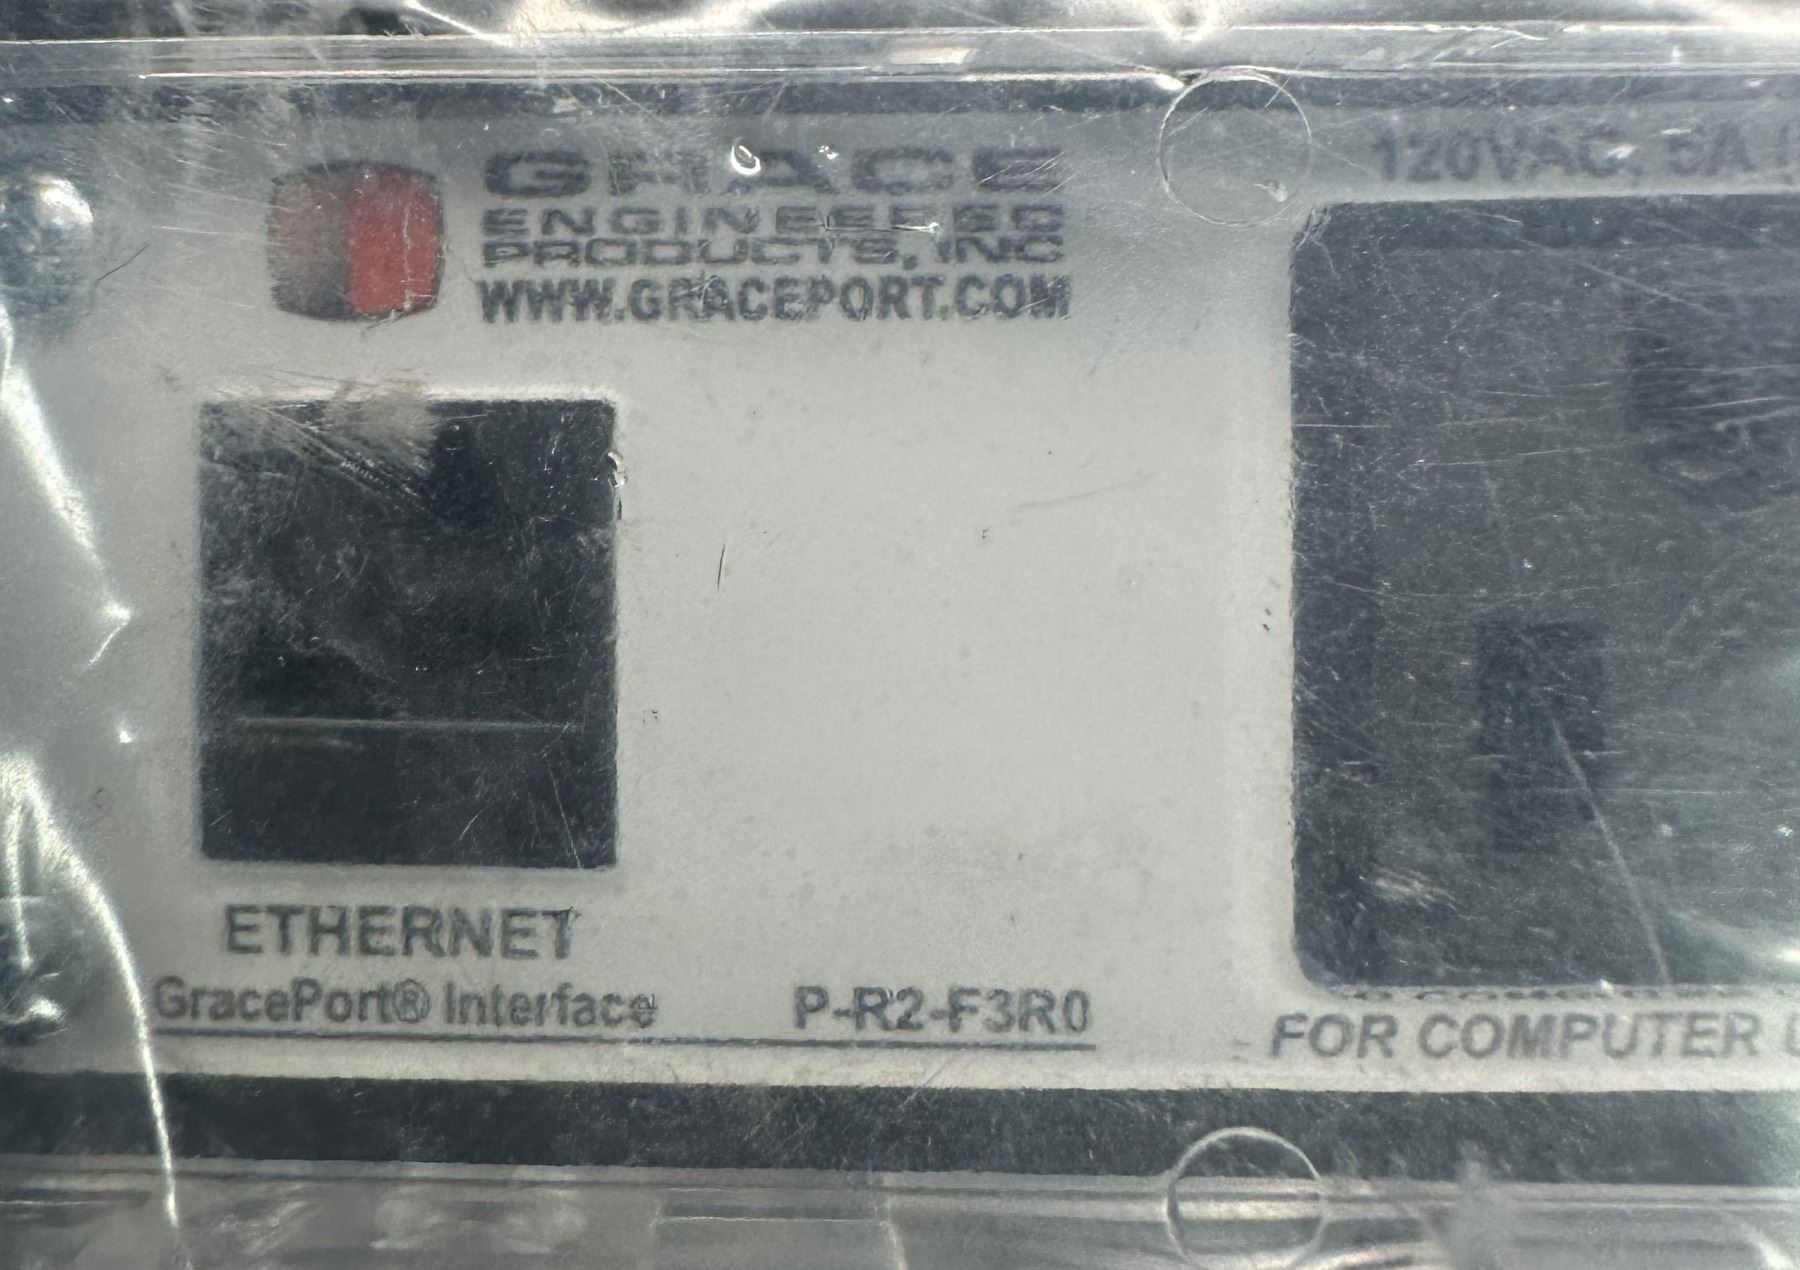 GRACE
ENGINEERED
PRODUCTS, INC
WWW.GRACEPORT.COM
120VAC, 5A
ETHERNET
GracePort® Interface
P-R2-F3R0
FOR COMPUTER